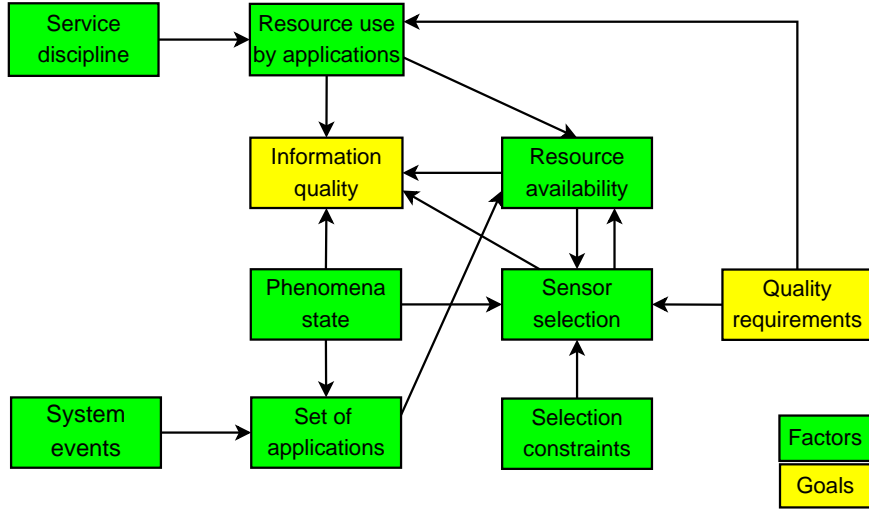 Service
discipline
Resource use
by applications
Information
quality
Resource
availability
Phenomena
state
Sensor
selection
Quality
requirements
System
events
Set of
applications
Selection
constraints
Factors
Goals